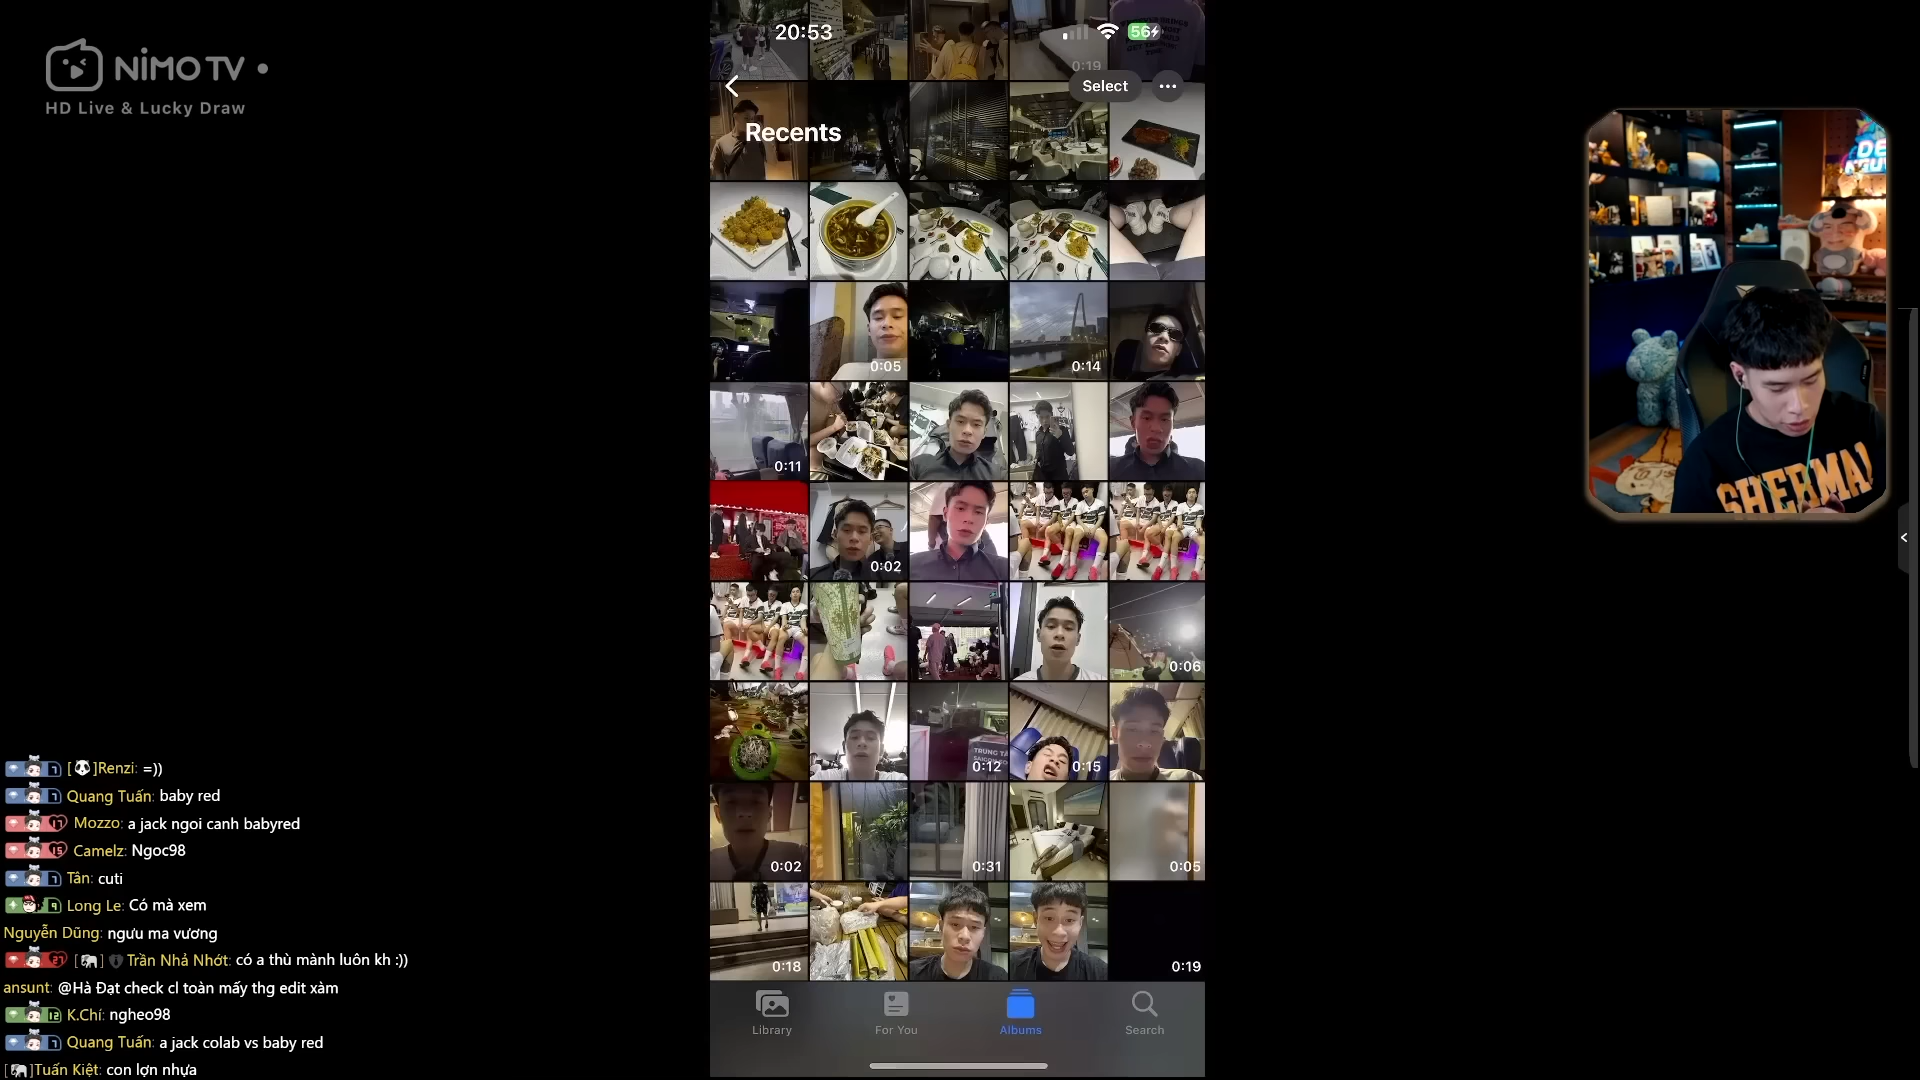 NIMO TV
HD Live & Lucky Draw
20:53
56
0:19
Select
Recents
0:05
0:14
0:11
0:02
0:06
TRUNG TÂ
0:12
0:15
0:02
0:31
0:05
0:18
0:19
Library
For You
Albums
Search
DE
NGU
SHERMA
[🐼]Renzi: =))
Quang Tuấn: baby red
Mozzo: a jack ngoi canh babyred
Camelz: Ngoc98
Tân: cuti
Long Le: Có mà xem
Nguyễn Dũng: ngưu ma vương
[🐘] Trần Nhả Nhớt: có a thù mành luôn kh :))
ansunt: @Hà Đạt check cl toàn mấy thg edit xàm
K.Chí: ngheo98
Quang Tuấn: a jack colab vs baby red
[🐘]Tuấn Kiệt: con lợn nhựa